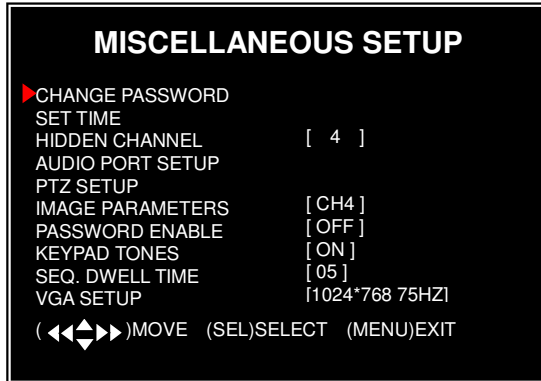 MISCELLANEOUS SETUP
CHANGE PASSWORD
SET TIME
HIDDEN CHANNEL [ 4 ]
AUDIO PORT SETUP
PTZ SETUP
IMAGE PARAMETERS [ CH4 ]
PASSWORD ENABLE [ OFF ]
KEYPAD TONES [ ON ]
SEQ. DWELL TIME [ 05 ]
VGA SETUP [1024*768 75HZ]
( )MOVE (SEL)SELECT (MENU)EXIT